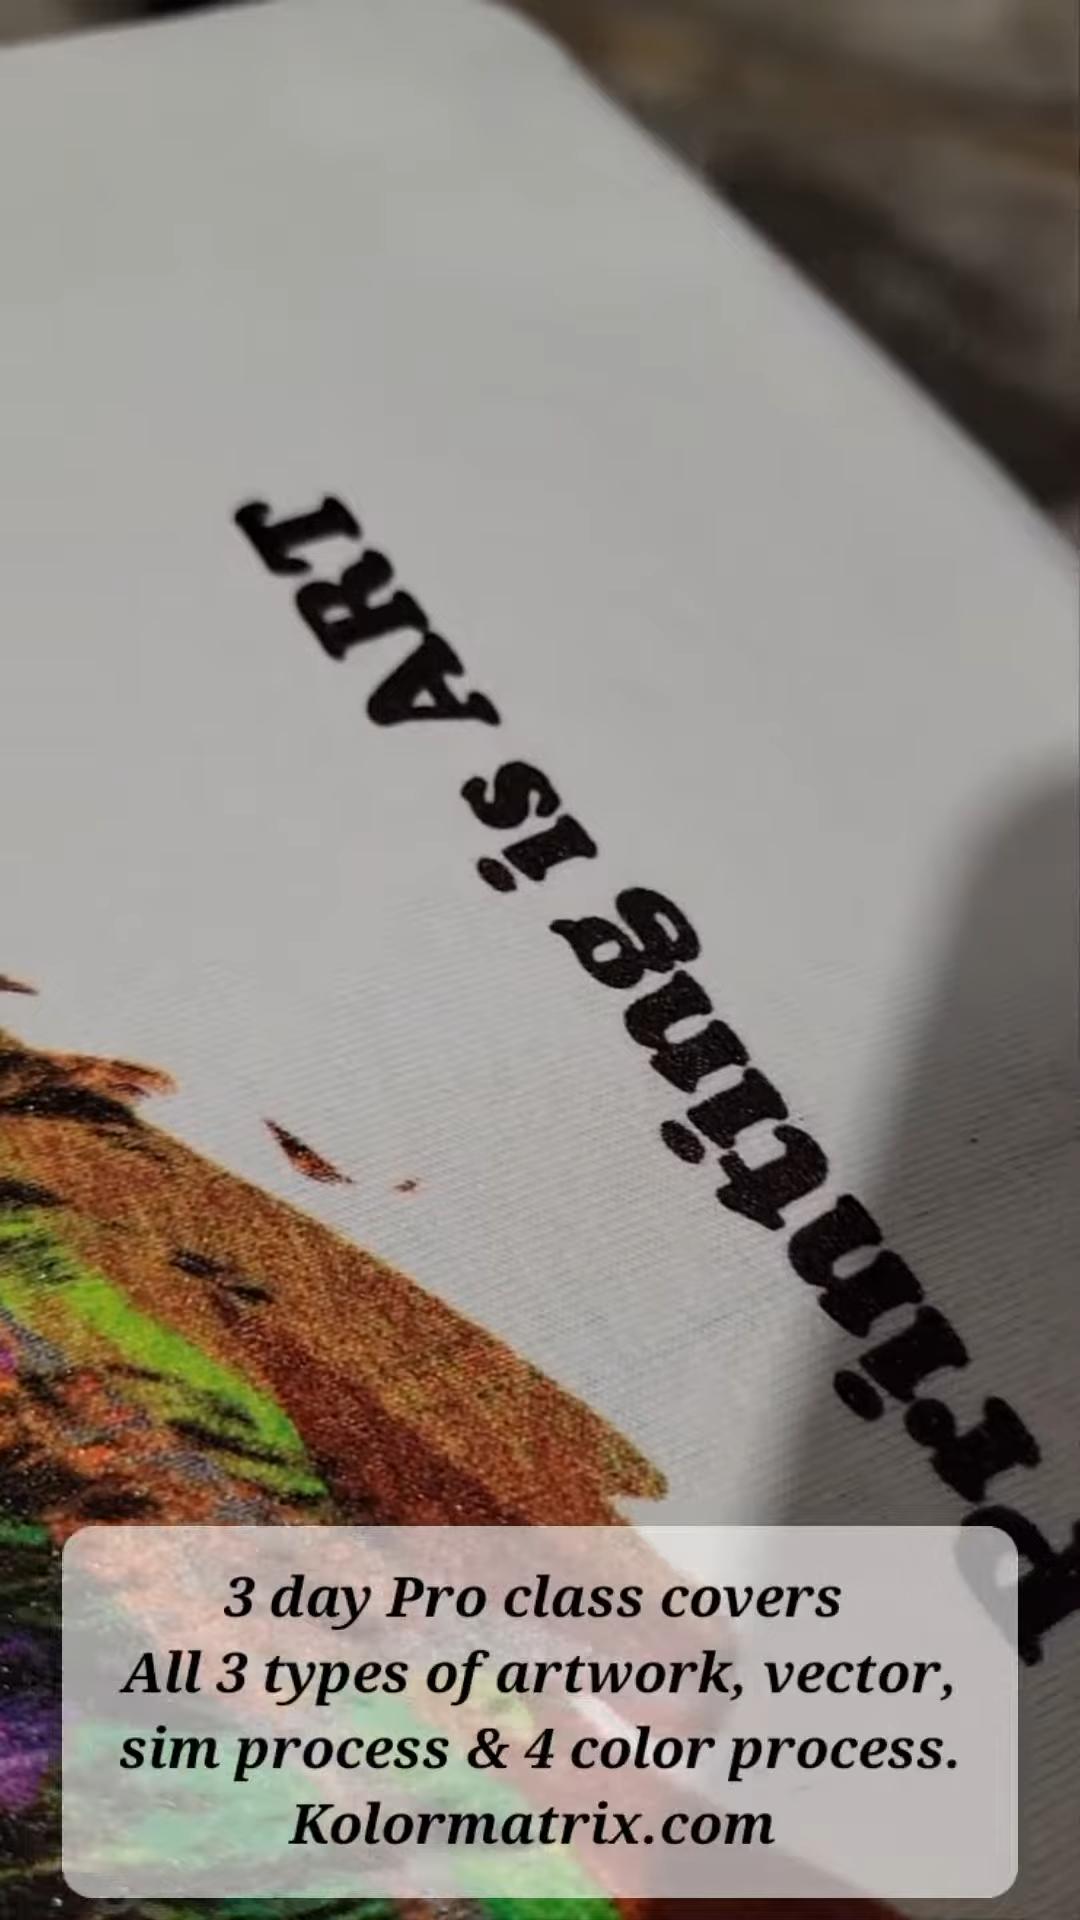 Printing is ART
3 day Pro class covers
All 3 types of artwork, vector,
sim process & 4 color process.
Kolormatrix.com